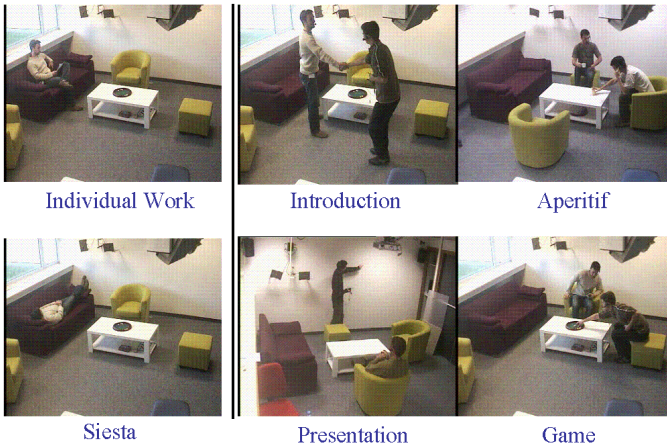 Individual Work
Introduction
Aperitif
Siesta
Presentation
Game